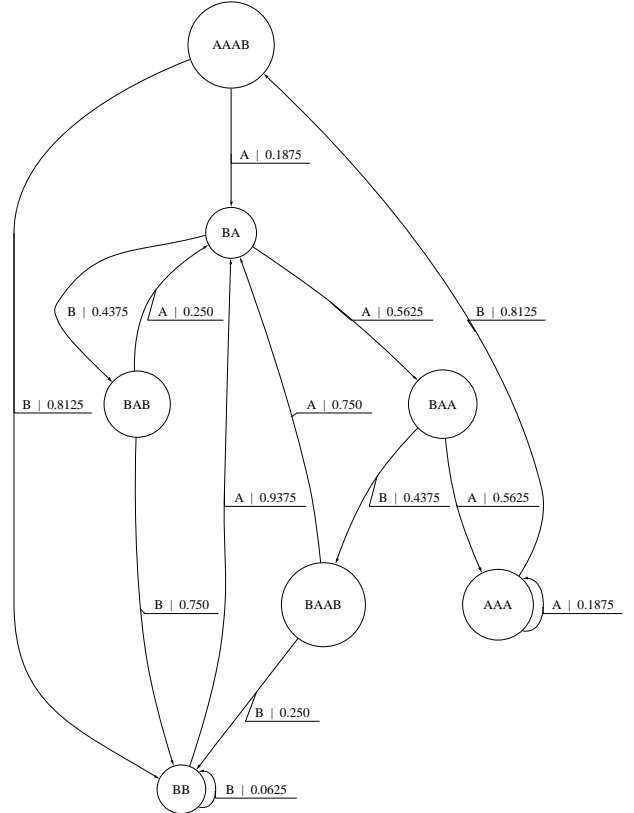 AAAB
A | 0.1875
BA
B | 0.4375
A | 0.250
A | 0.5625
B | 0.8125
B | 0.8125
BAB
A | 0.750
BAA
A | 0.9375
B | 0.4375
A | 0.5625
B | 0.750
BAAB
AAA
A | 0.1875
B | 0.250
BB
B | 0.0625